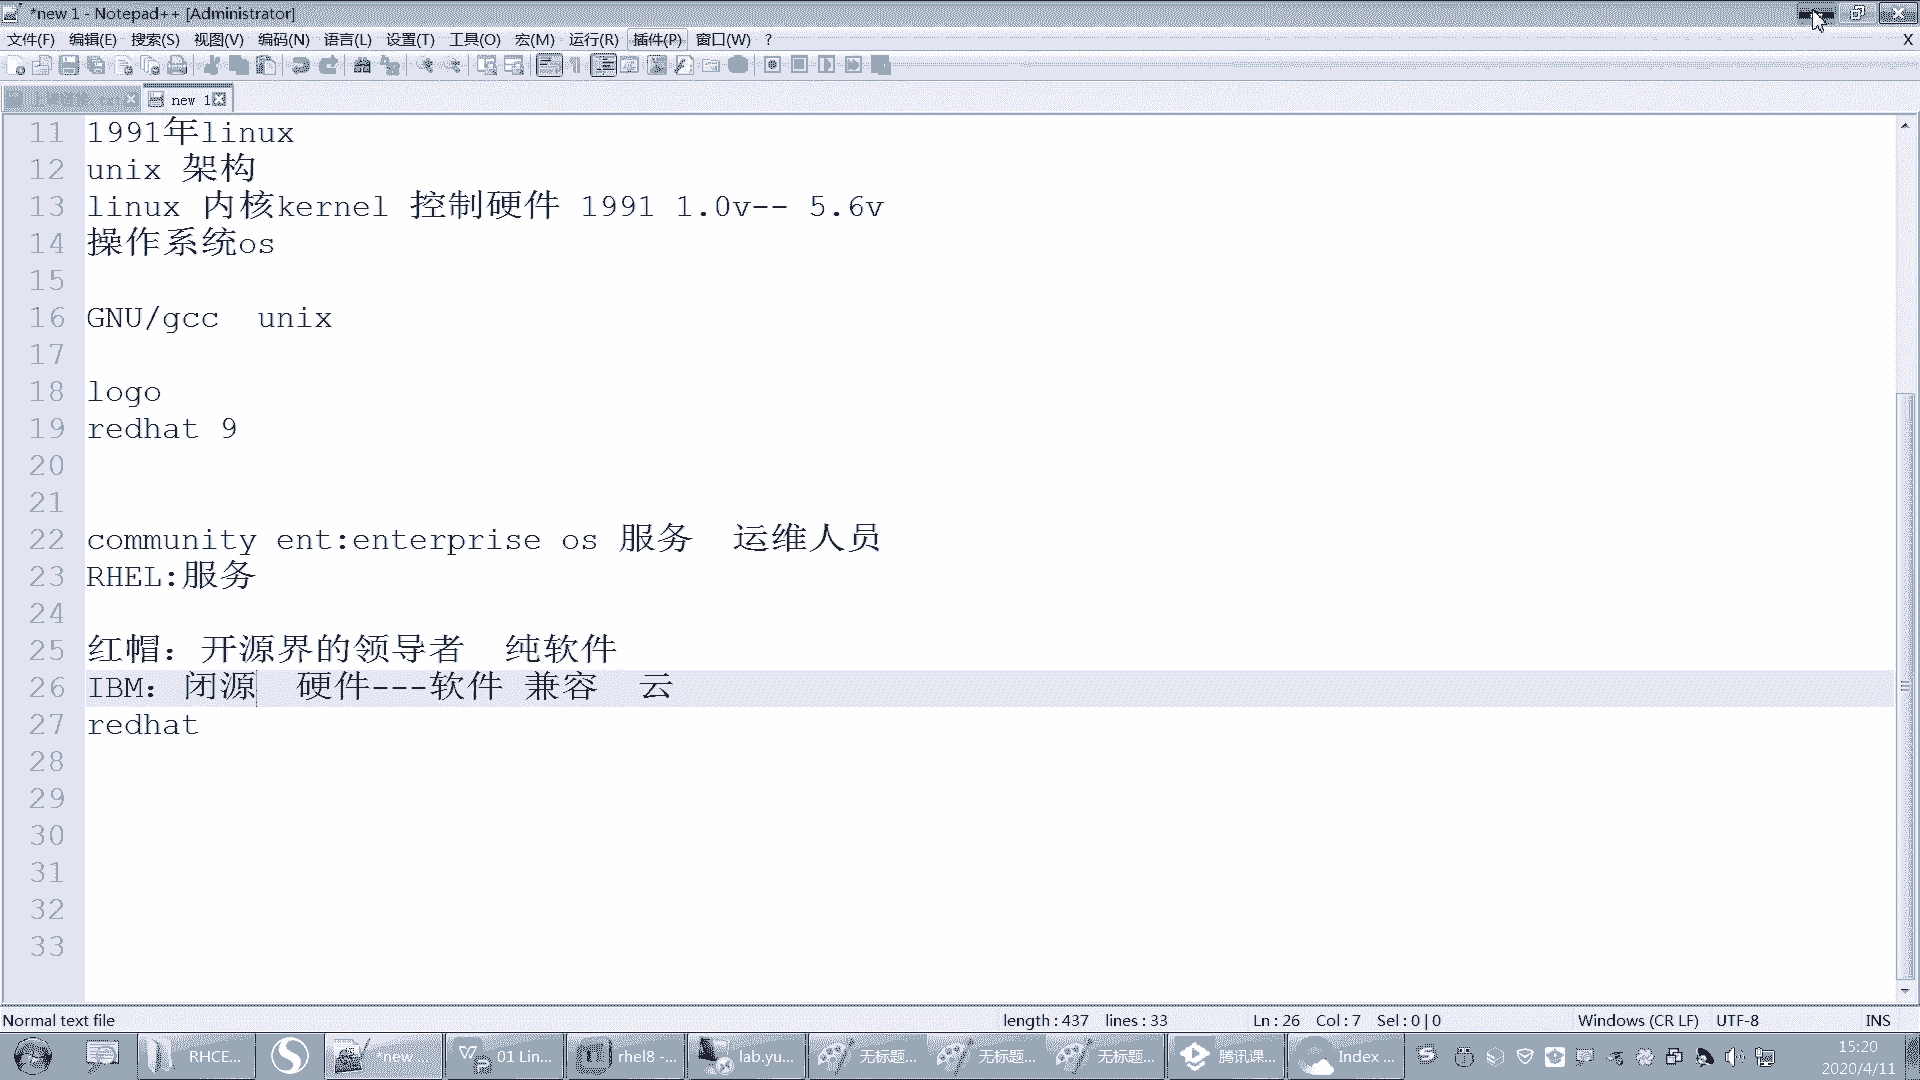 *new 1 - Notepad++ [Administrator]
文件(F) 编辑(E) 搜索(S) 视图(V) 编码(N) 语言(L) 设置(T) 工具(O) 宏(M) 运行(R) 插件(P) 窗口(W) ? X
new 1
11 1991年linux
12 unix 架构
13 linux 内核kernel 控制硬件 1991 1.0v-- 5.6v
14 操作系统os
15
16 GNU/gcc unix
17
18 logo
19 redhat 9
20
21
22 community ent:enterprise os 服务 运维人员
23 RHEL:服务
24
25 红帽：开源界的领导者 纯软件
26 IBM：闭源 硬件---软件 兼容 云
27 redhat
28
29
30
31
32
33
Normal text file length : 437 lines : 33 Ln : 26 Col : 7 Sel : 0 | 0 Windows (CR LF) UTF-8 INS
RHCE... *new ... 01 Lin... rhel8 -... lab.yu... 无标题... 无标题... 无标题... 腾讯课... Index ... 15:20
2020/4/11